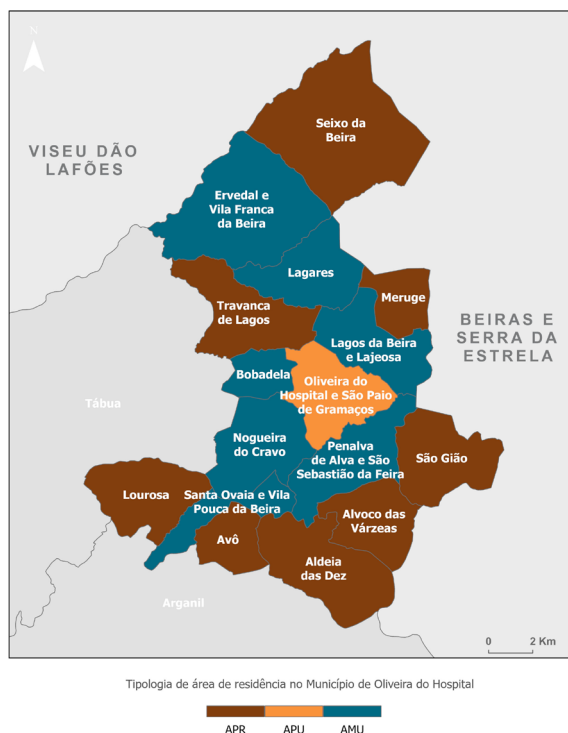 N
Seixo da
Beira
VISEU DÃO
LAFÕES
Ervedal e
Vila Franca
da Beira
Lagares
Meruge
Travanca
de Lagos
BEIRAS E
SERRA DA
ESTRELA
Lagos da Beira
e Lajeosa
Bobadela
Oliveira do
Hospital e São Paio
de Gramaços
Tábua
Nogueira
do Cravo
Penalva
de Alva e São
Sebastião da Feira
São Gião
Lourosa
Santa Ovaia e Vila
Pouca da Beira
Alvoco das
Várzeas
Avô
Aldeia
das Dez
Arganil
0 2 Km
Tipologia de área de residência no Município de Oliveira do Hospital
APR APU AMU